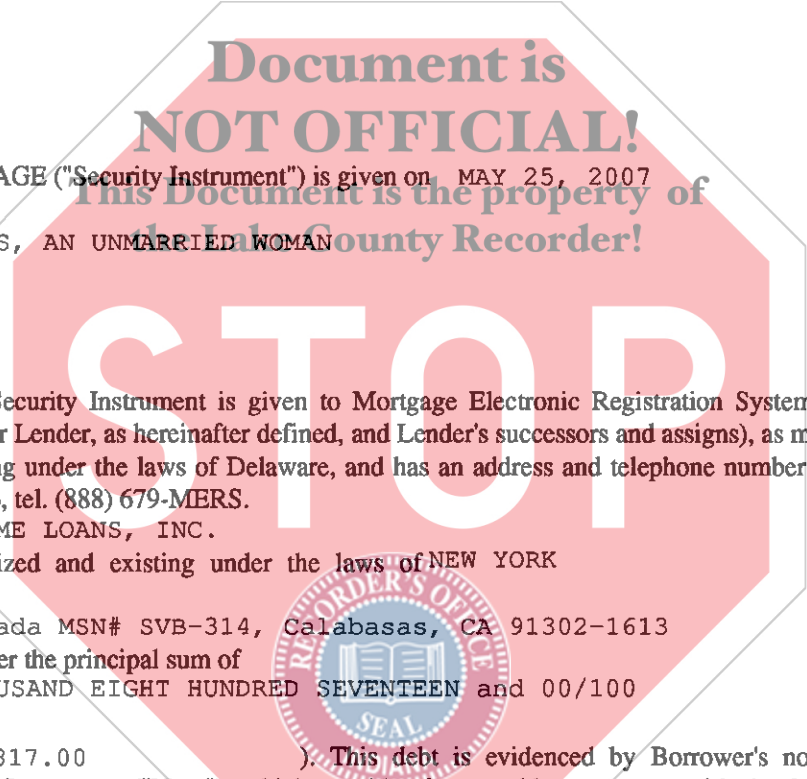 Document is
NOT OFFICIAL!
AGE ("Security Instrument") is given on MAY 25, 2007
This Document is the property of
S, AN UNMARRIED WOMAN
the Lake County Recorder!
STOP
Security Instrument is given to Mortgage Electronic Registration System
r Lender, as hereinafter defined, and Lender's successors and assigns), as m
ng under the laws of Delaware, and has an address and telephone number
, tel. (888) 679-MERS.
ME LOANS, INC.
ized and existing under the laws of NEW YORK
RECORDER'S OFFICE
ada MSN# SVB-314, Calabasas, CA 91302-1613
er the principal sum of
USAND EIGHT HUNDRED SEVENTEEN and 00/100
SEAL
817.00 ). This debt is evidenced by Borrower's no